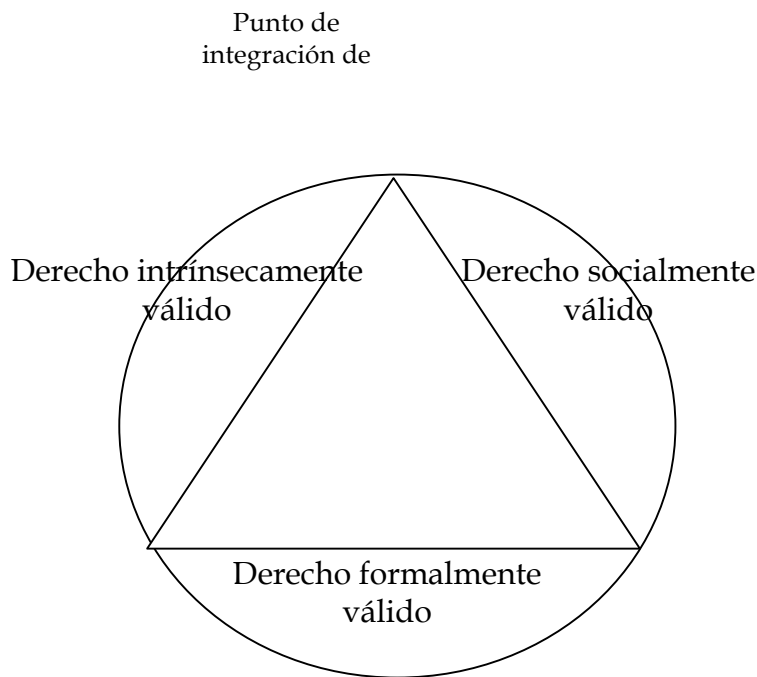 Punto de
integración de
Derecho intrínsecamente
válido
Derecho socialmente
válido
Derecho formalmente
válido